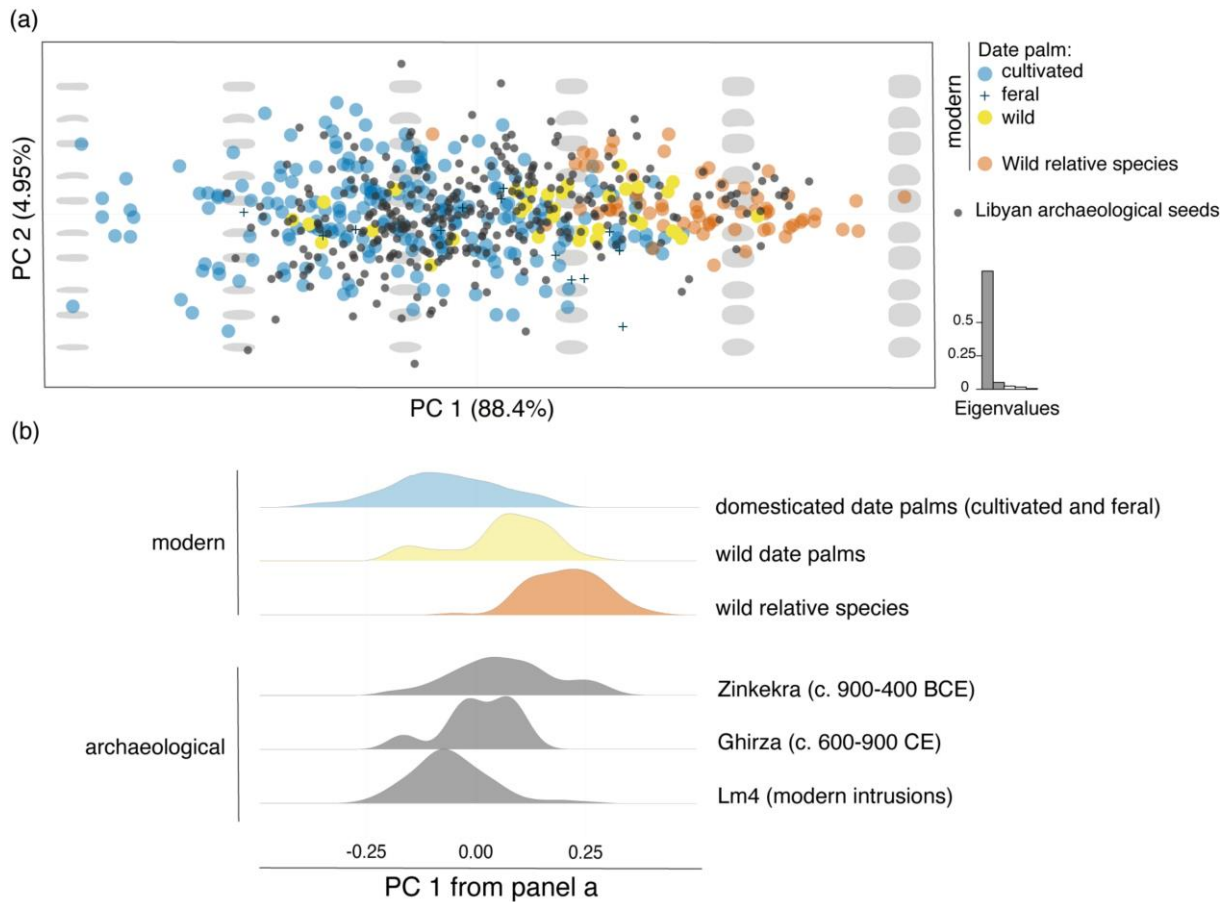 (a)
PC 2 (4.95%)
PC 1 (88.4%)
modern
Date palm:
cultivated
feral
wild
Wild relative species
Libyan archaeological seeds
0.5
0.25
0
Eigenvalues
(b)
modern
domesticated date palms (cultivated and feral)
wild date palms
wild relative species
archaeological
Zinkekra (c. 900-400 BCE)
Ghirza (c. 600-900 CE)
Lm4 (modern intrusions)
-0.25 0.00 0.25
PC 1 from panel a